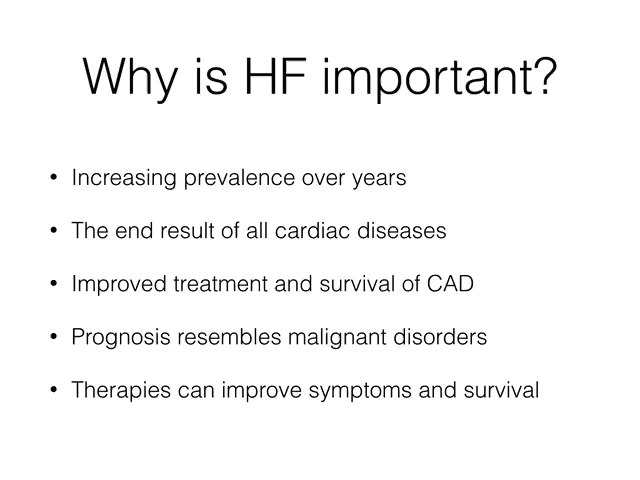 Why is HF important?
• Increasing prevalence over years
• The end result of all cardiac diseases
• Improved treatment and survival of CAD
• Prognosis resembles malignant disorders
• Therapies can improve symptoms and survival